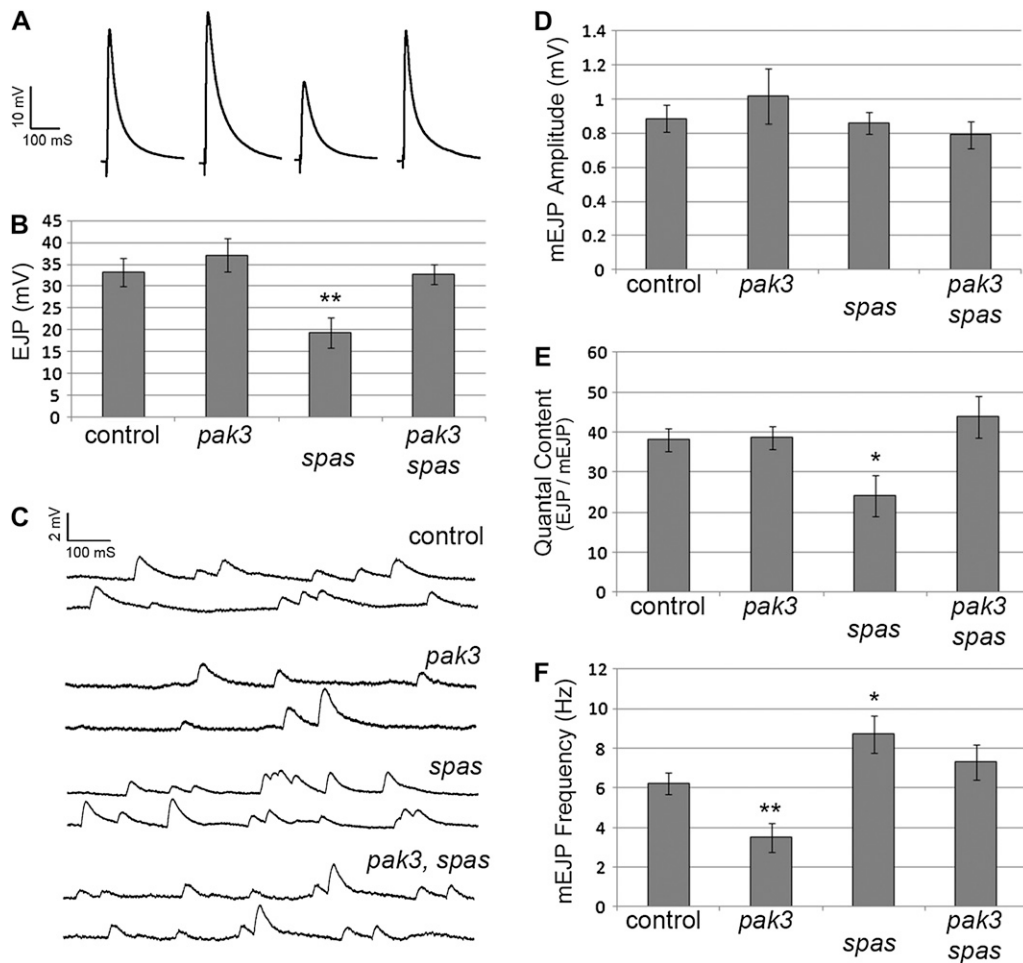 A
10 mV
100 mS
B
EJP (mV)
45
40
35
30
25
20
15
10
5
0
**
control
pak3
spas
pak3
spas
C
2 mV
100 mS
control
pak3
spas
pak3, spas
D
mEJP Amplitude (mV)
1.4
1.2
1
0.8
0.6
0.4
0.2
0
control
pak3
spas
pak3
spas
E
Quantal Content
(EJP / mEJP)
60
50
40
30
20
10
0
*
control
pak3
spas
pak3
spas
F
mEJP Frequency (Hz)
12
10
8
6
4
2
0
**
*
control
pak3
spas
pak3
spas